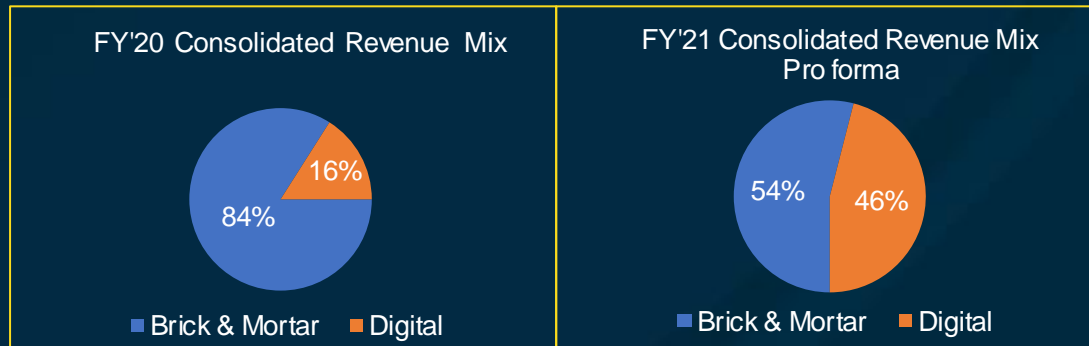 FY'20 Consolidated Revenue Mix
16%
84%
Brick & Mortar Digital
FY'21 Consolidated Revenue Mix
Pro forma
54%
46%
Brick & Mortar Digital